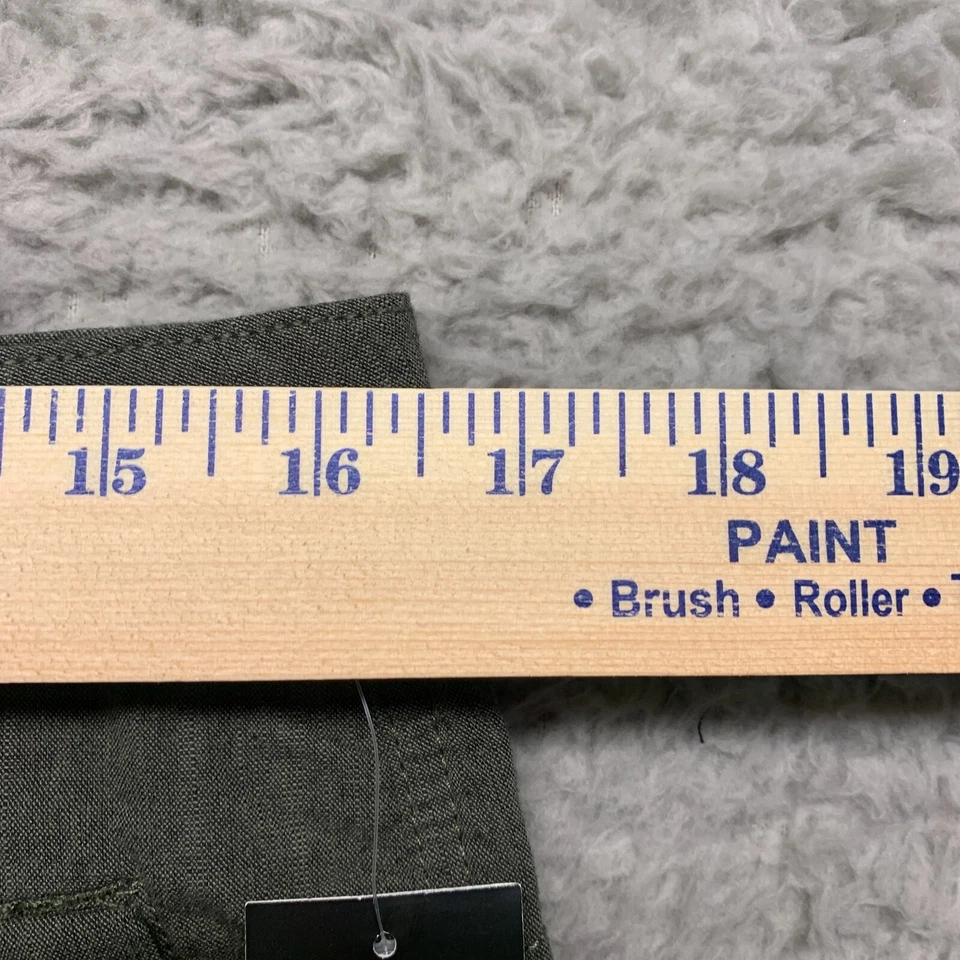 15 16 17 18 19
PAINT
• Brush • Roller •